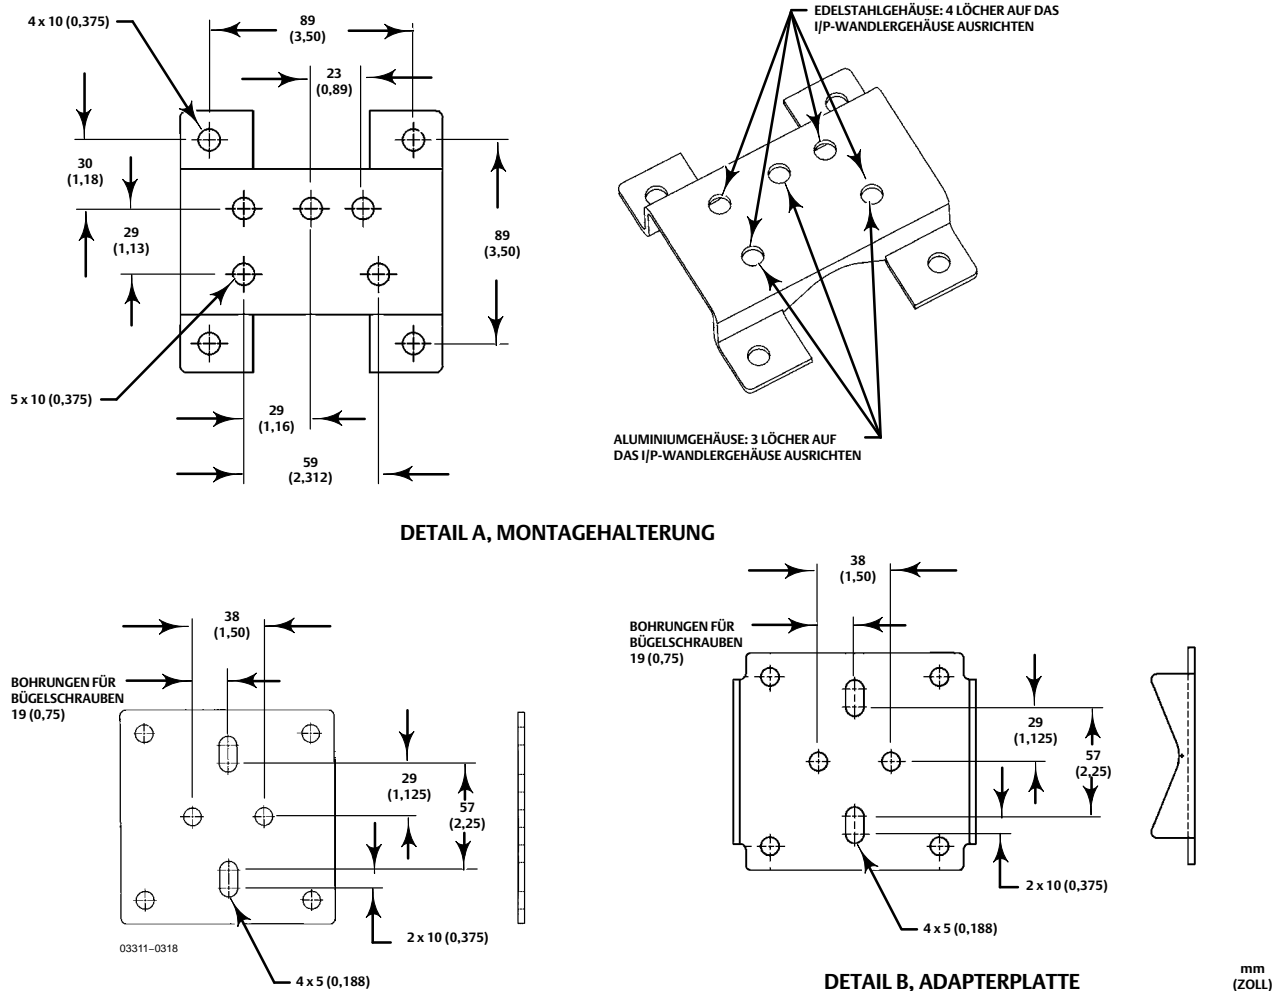 4 x 10 (0,375)
89
(3,50)
23
(0,89)
30
(1,18)
29
(1,13)
89
(3,50)
5 x 10 (0,375)
29
(1,16)
59
(2,312)
EDELSTAHLGEHÄUSE: 4 LÖCHER AUF DAS
I/P-WANDLERGEHÄUSE AUSRICHTEN
ALUMINIUMGEHÄUSE: 3 LÖCHER AUF
DAS I/P-WANDLERGEHÄUSE AUSRICHTEN
DETAIL A, MONTAGEHALTERUNG
38
(1,50)
BOHRUNGEN FÜR
BÜGELSCHRAUBEN
19 (0,75)
29
(1,125)
57
(2,25)
2 x 10 (0,375)
03311–0318
4 x 5 (0,188)
38
(1,50)
BOHRUNGEN FÜR
BÜGELSCHRAUBEN
19 (0,75)
29
(1,125)
57
(2,25)
2 x 10 (0,375)
4 x 5 (0,188)
DETAIL B, ADAPTERPLATTE
mm
(ZOLL)